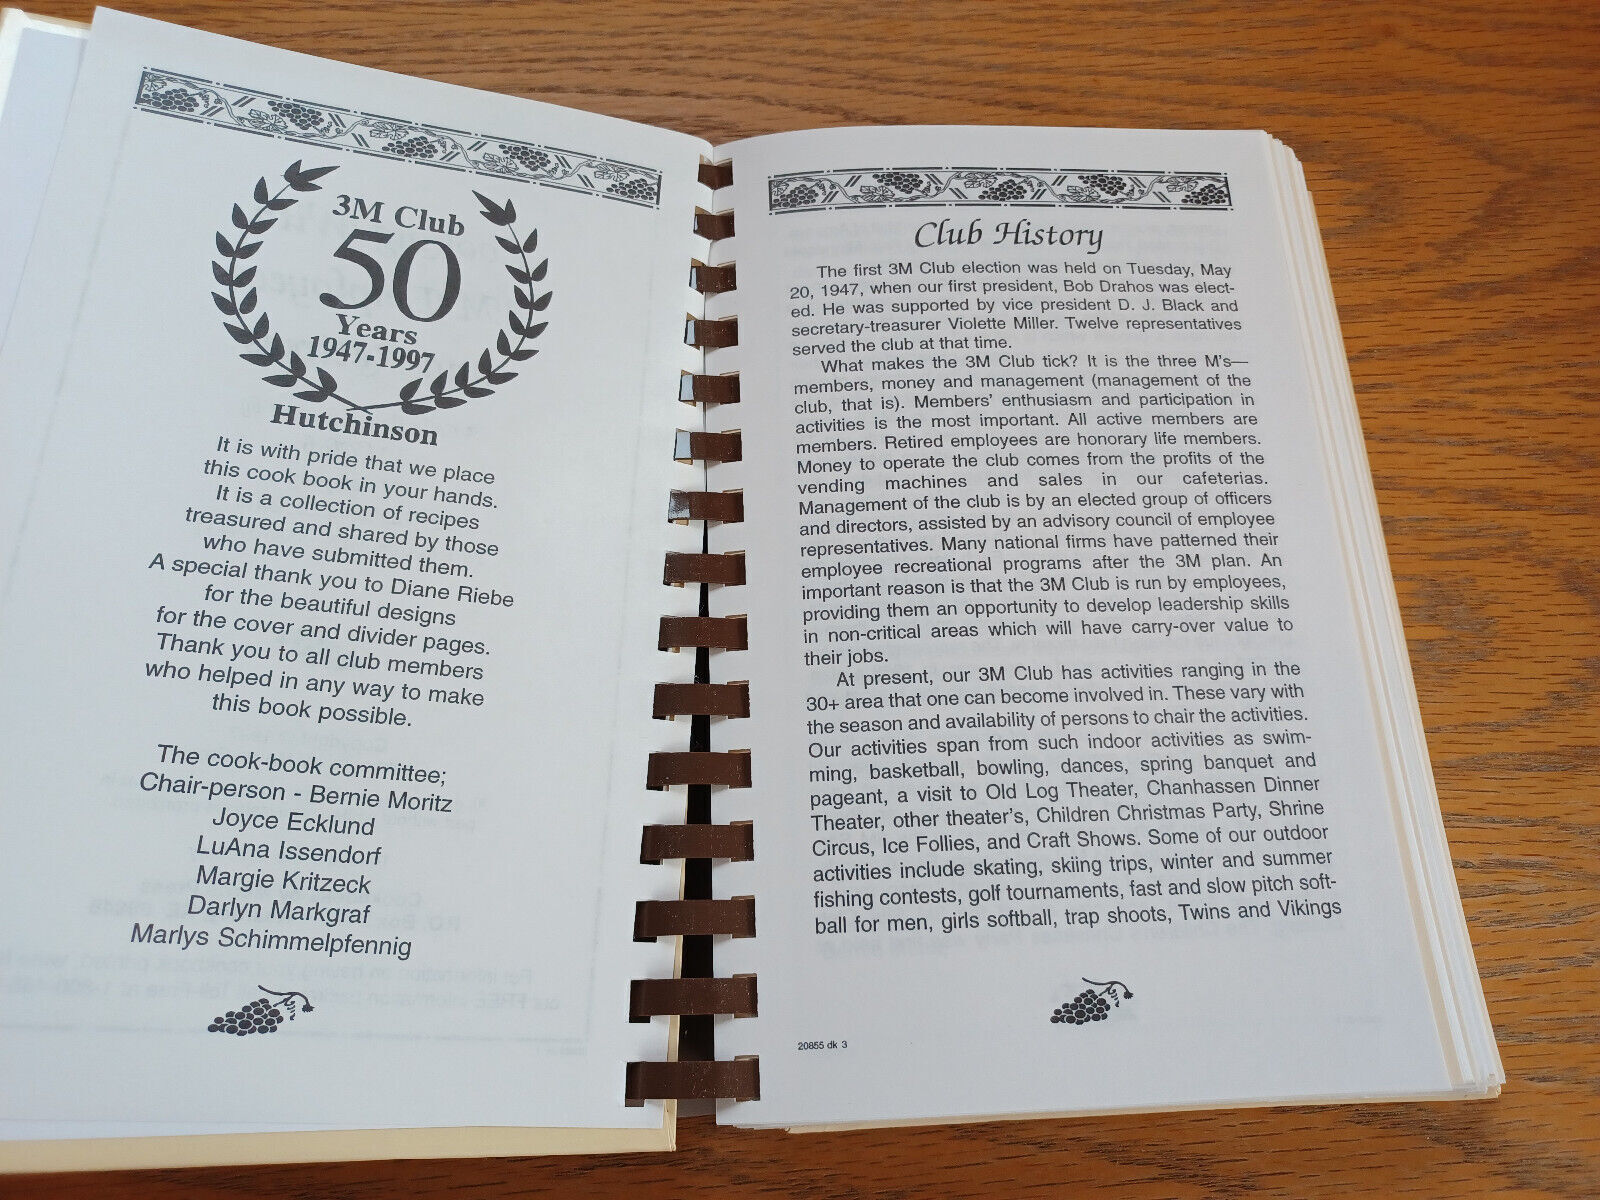 3M Club
50
Years
1947-1997
Hutchinson
It is with pride that we place
this cook book in your hands.
It is a collection of recipes
treasured and shared by those
who have submitted them.
A special thank you to Diane Riebe
for the beautiful designs
for the cover and divider pages.
Thank you to all club members
who helped in any way to make
this book possible.
The cook-book committee;
Chair-person - Bernie Moritz
Joyce Ecklund
LuAna Issendorf
Margie Kritzeck
Darlyn Markgraf
Marlys Schimmelpfennig
Club History
The first 3M Club election was held on Tuesday, May
20, 1947, when our first president, Bob Drahos was elect-
ed. He was supported by vice president D. J. Black and
secretary-treasurer Violette Miller. Twelve representatives
served the club at that time.
What makes the 3M Club tick? It is the three M's—
members, money and management (management of the
club, that is). Members' enthusiasm and participation in
activities is the most important. All active members are
members. Retired employees are honorary life members.
Money to operate the club comes from the profits of the
vending machines and sales in our cafeterias.
Management of the club is by an elected group of officers
and directors, assisted by an advisory council of employee
representatives. Many national firms have patterned their
employee recreational programs after the 3M plan. An
important reason is that the 3M Club is run by employees,
providing them an opportunity to develop leadership skills
in non-critical areas which will have carry-over value to
their jobs.
At present, our 3M Club has activities ranging in the
30+ area that one can become involved in. These vary with
the season and availability of persons to chair the activities.
Our activities span from such indoor activities as swim-
ming, basketball, bowling, dances, spring banquet and
pageant, a visit to Old Log Theater, Chanhassen Dinner
Theater, other theater's, Children Christmas Party, Shrine
Circus, Ice Follies, and Craft Shows. Some of our outdoor
activities include skating, skiing trips, winter and summer
fishing contests, golf tournaments, fast and slow pitch soft-
ball for men, girls softball, trap shoots, Twins and Vikings
20855 dk 3